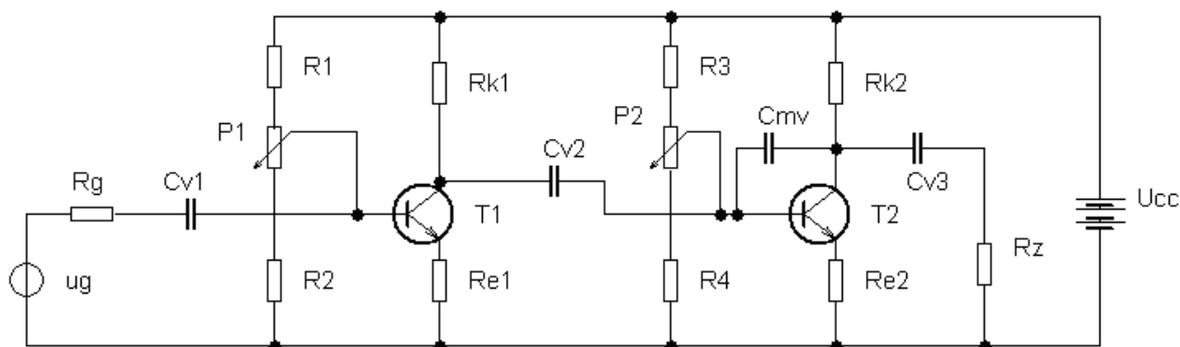 R1
Rk1
R3
Rk2
P1
P2
Cmv
Rg
Cv1
Cv2
Cv3
T1
T2
Ucc
ug
R2
Re1
R4
Re2
Rz